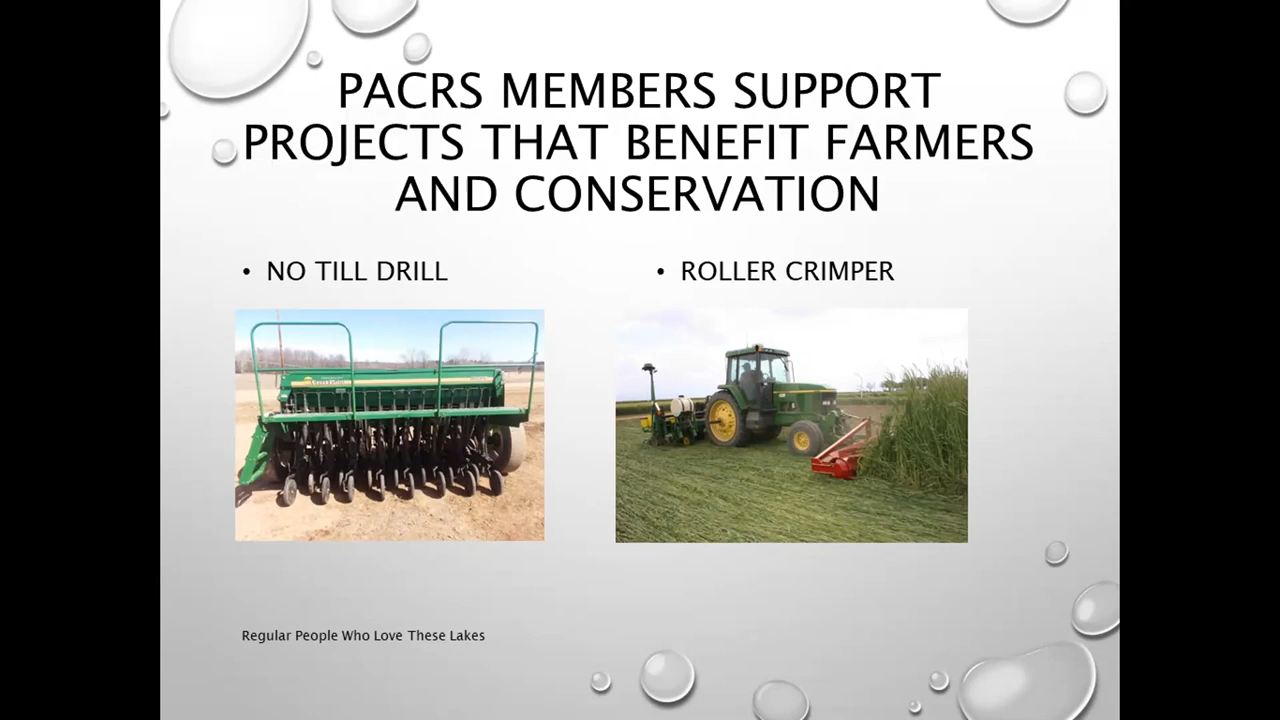 PACRS MEMBERS SUPPORT
PROJECTS THAT BENEFIT FARMERS
AND CONSERVATION
• NO TILL DRILL
• ROLLER CRIMPER
Regular People Who Love These Lakes